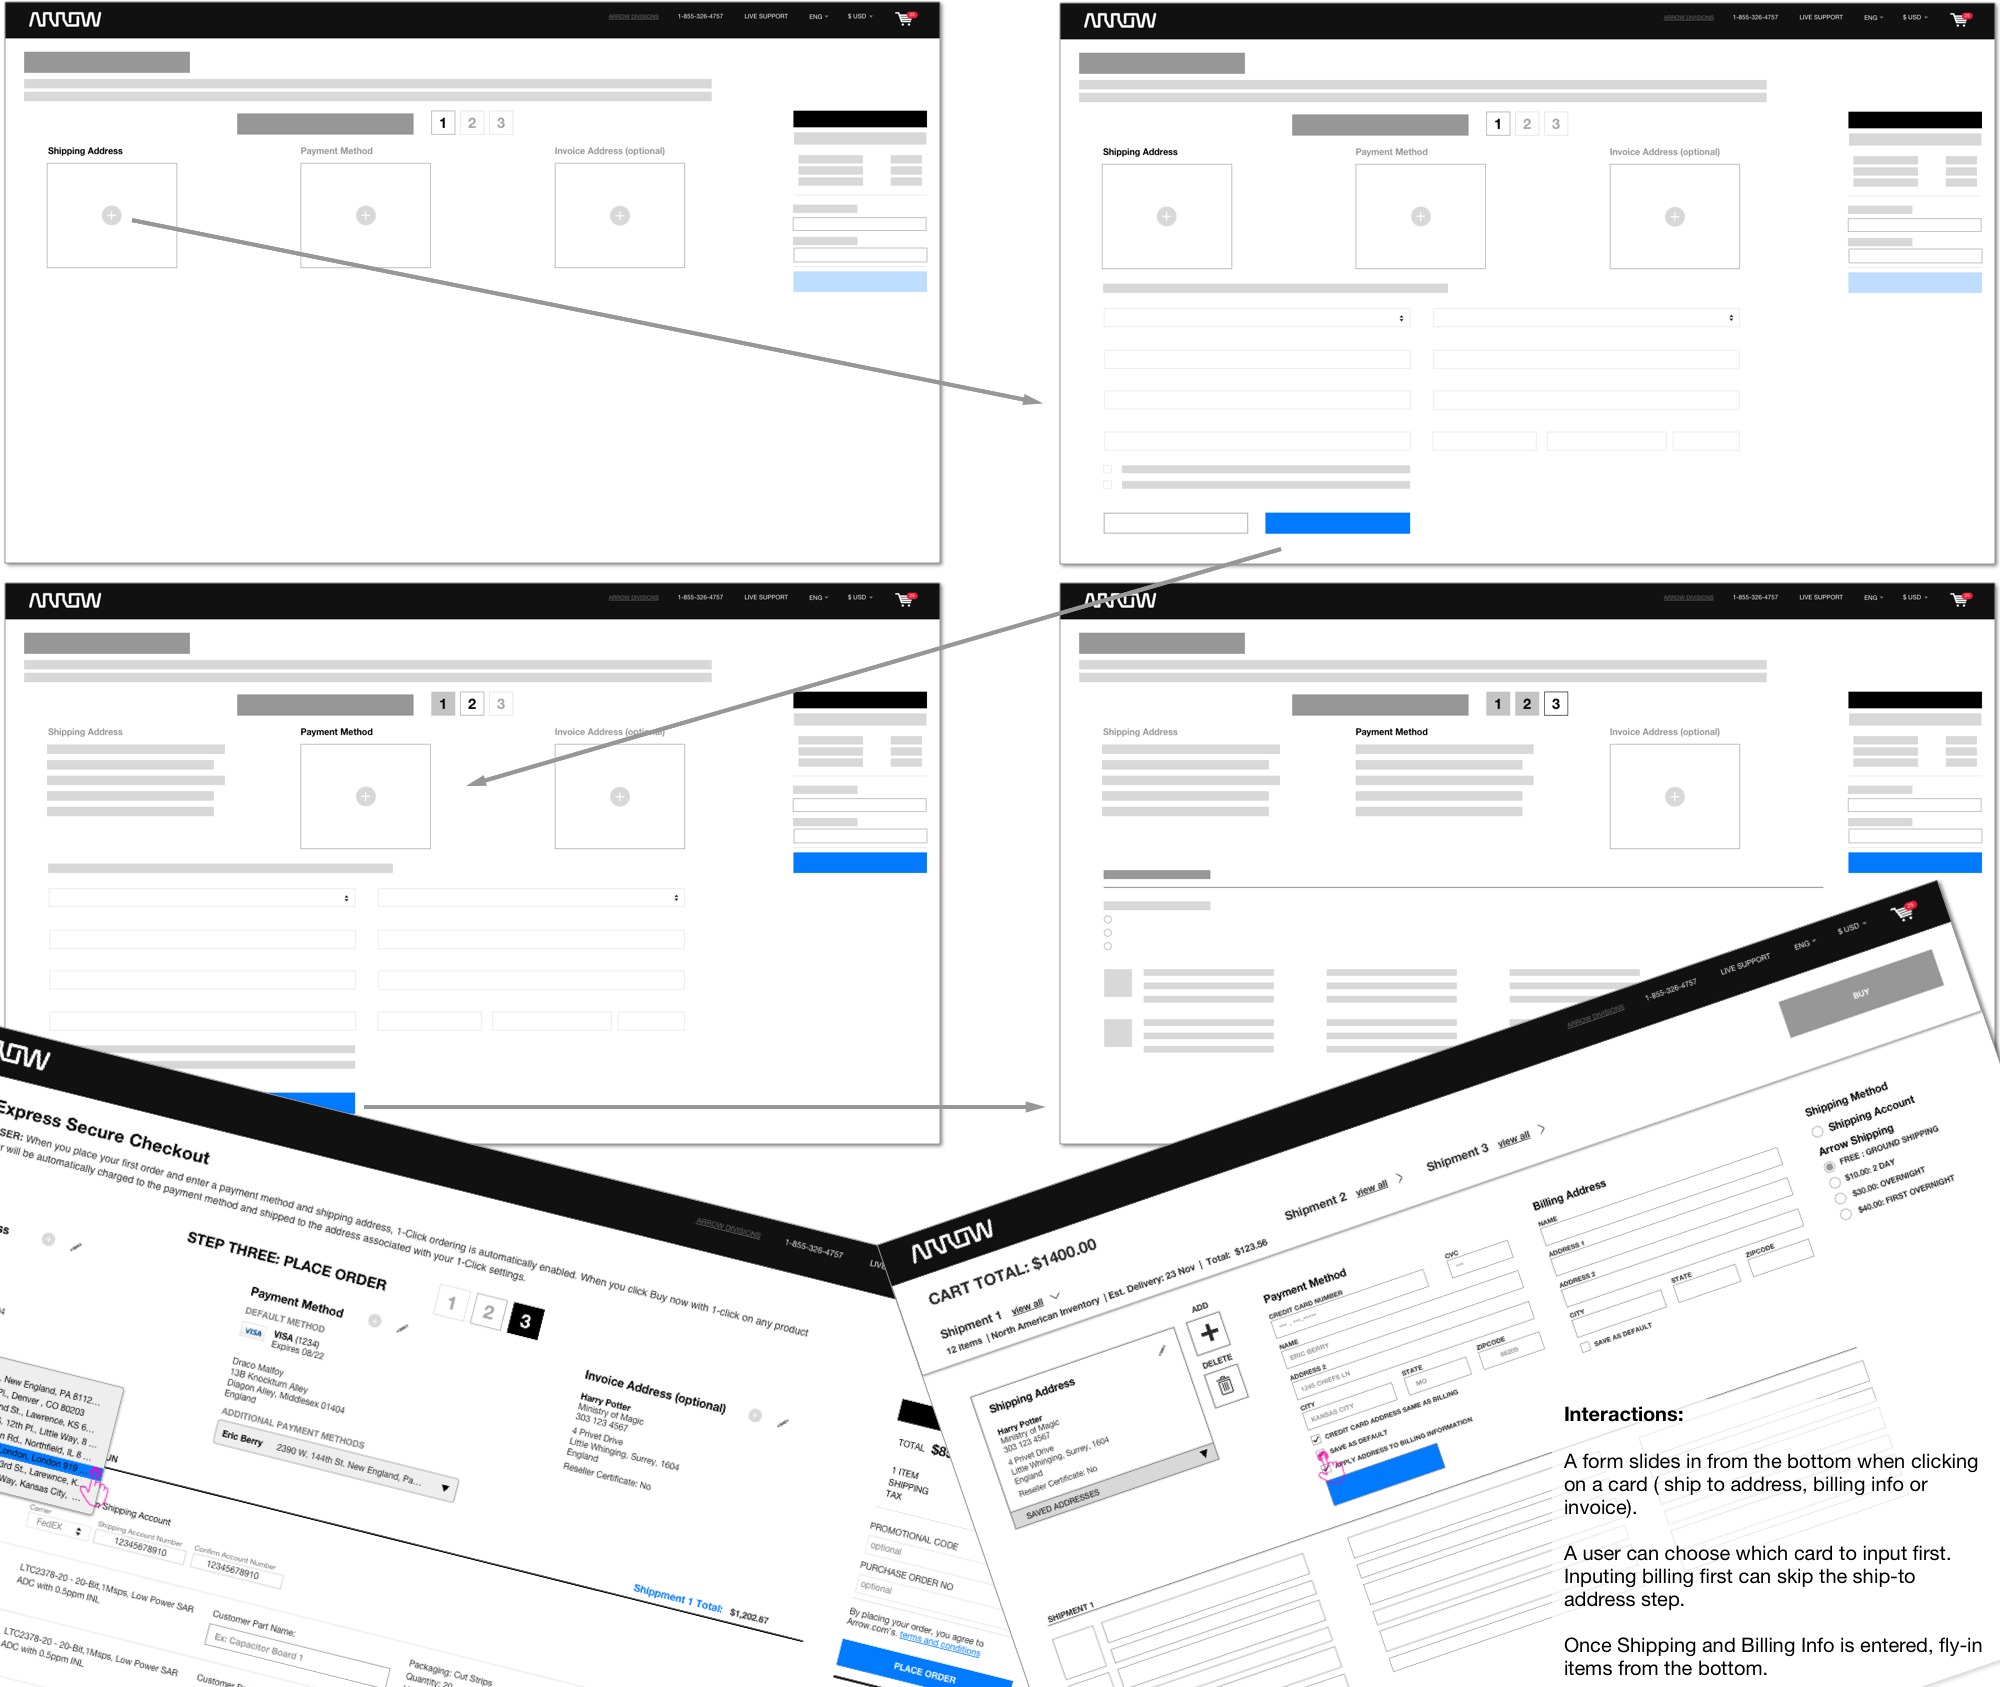 ARROW
ARROW DIVISIONS 1-855-326-4757 LIVE SUPPORT ENG $ USD 25
1 2 3
Shipping Address Payment Method Invoice Address (optional)
ARROW
ARROW DIVISIONS 1-855-326-4757 LIVE SUPPORT ENG $ USD 25
1 2 3
Shipping Address Payment Method Invoice Address (optional)
ARROW
ARROW DIVISIONS 1-855-326-4757 LIVE SUPPORT ENG $ USD 25
1 2 3
Shipping Address Payment Method Invoice Address (optional)
ARROW
ARROW DIVISIONS 1-855-326-4757 LIVE SUPPORT ENG $ USD 25
1 2 3
Shipping Address Payment Method Invoice Address (optional)
ARROW DIVISIONS 1-855-326-4757
Express Secure Checkout
SER: When you place your first order and enter a payment method and shipping address, 1-Click ordering is automatically enabled. When you click Buy now with 1-click on any product
r will be automatically charged to the payment method and shipped to the address associated with your 1-Click settings.
STEP THREE: PLACE ORDER
1 2 3
Payment Method
DEFAULT METHOD
VISA VISA (1234)
Expires 08/22
Draco Malfoy
13B Knockturn Alley
Diagon Alley, Middlesex 01404
England
ADDITIONAL PAYMENT METHODS
Eric Berry 2390 W. 144th St. New England, Pa...
Invoice Address (optional)
Harry Potter
Ministry of Magic
303 123 4567
4 Privet Drive
Little Whinging, Surrey, 1604
England
Reseller Certificate: No
, New England, PA 6112...
Pl., Denver , CO 80203
nd St., Lawrence, KS 6...
12th Pl., Little Way, 8 ...
n Rd., Northfield, IL 8 ...
London, London 919 ...
3rd St., Larewnce, K...
Way, Kansas City, ...
UN
Shipping Account
Carrier
FedEX
Shipping Account Number
12345678910
Confirm Account Number
12345678910
LTC2378-20 - 20-Bit,1Msps, Low Power SAR
ADC with 0.5ppm INL
Customer Part Name:
Ex: Capacitor Board 1
LTC2378-20 - 20-Bit,1Msps, Low Power SAR
ADC with 0.5ppm INL
Packaging: Cut Strips
Quantity: 20
Shippment 1 Total: $1,202.67
TOTAL
1 ITEM
SHIPPING
TAX
PROMOTIONAL CODE
optional
PURCHASE ORDER NO
optional
By placing your order, you agree to
Arrow.com's. terms and conditions
PLACE ORDER
ARROW
ARROW DIVISIONS 1-855-326-4757 LIVE SUPPORT ENG $ USD 25
BUY
CART TOTAL: $1400.00
Shipment 1 view all
Shipment 2 view all
Shipment 3 view all
12 items | North American Inventory | Est. Delivery: 23 Nov | Total: $123.56
Shipping Address
Harry Potter
Ministry of Magic
303 123 4567
4 Privet Drive
Little Whinging, Surrey, 1604
England
Reseller Certificate: No
SAVED ADDRESSES
ADD
DELETE
Payment Method
CREDIT CARD NUMBER
CVC
NAME
ERIC BERRY
ADDRESS 2
1245 CHIEFS LN
CITY
KANSAS CITY
STATE
MO
ZIPCODE
66209
CREDIT CARD ADDRESS SAME AS BILLING
SAVE AS DEFAULT
APPLY ADDRESS TO BILLING INFORMATION
Billing Address
NAME
ADDRESS 1
ADDRESS 2
CITY
STATE
ZIPCODE
SAVE AS DEFAULT
Shipping Method
Shipping Account
Arrow Shipping
FREE : GROUND SHIPPING
$10.00: 2 DAY
$30.00: OVERNIGHT
$40.00: FIRST OVERNIGHT
SHIPMENT 1
Interactions:
A form slides in from the bottom when clicking
on a card ( ship to address, billing info or
invoice).
A user can choose which card to input first.
Inputing billing first can skip the ship-to
address step.
Once Shipping and Billing Info is entered, fly-in
items from the bottom.